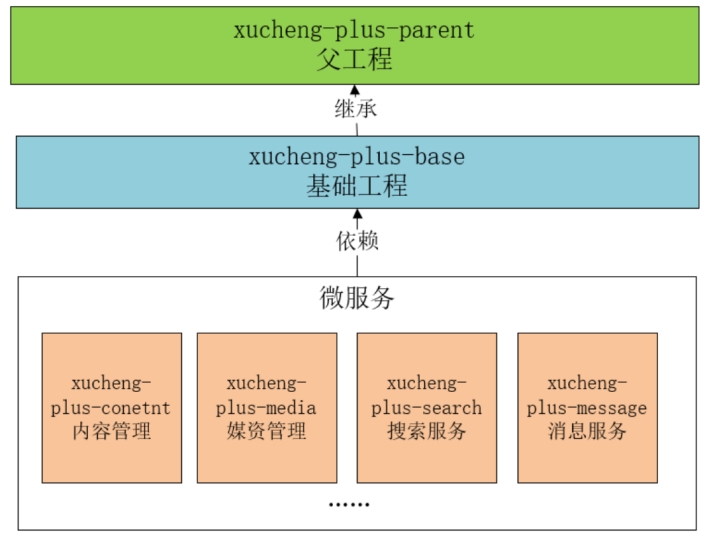 xucheng-plus-parent
父工程
继承
xucheng-plus-base
基础工程
依赖
微服务
xucheng-
plus-conetnt
内容管理
xucheng-
plus-media
媒资管理
xucheng-
plus-search
搜索服务
xucheng-
plus-message
消息服务
……